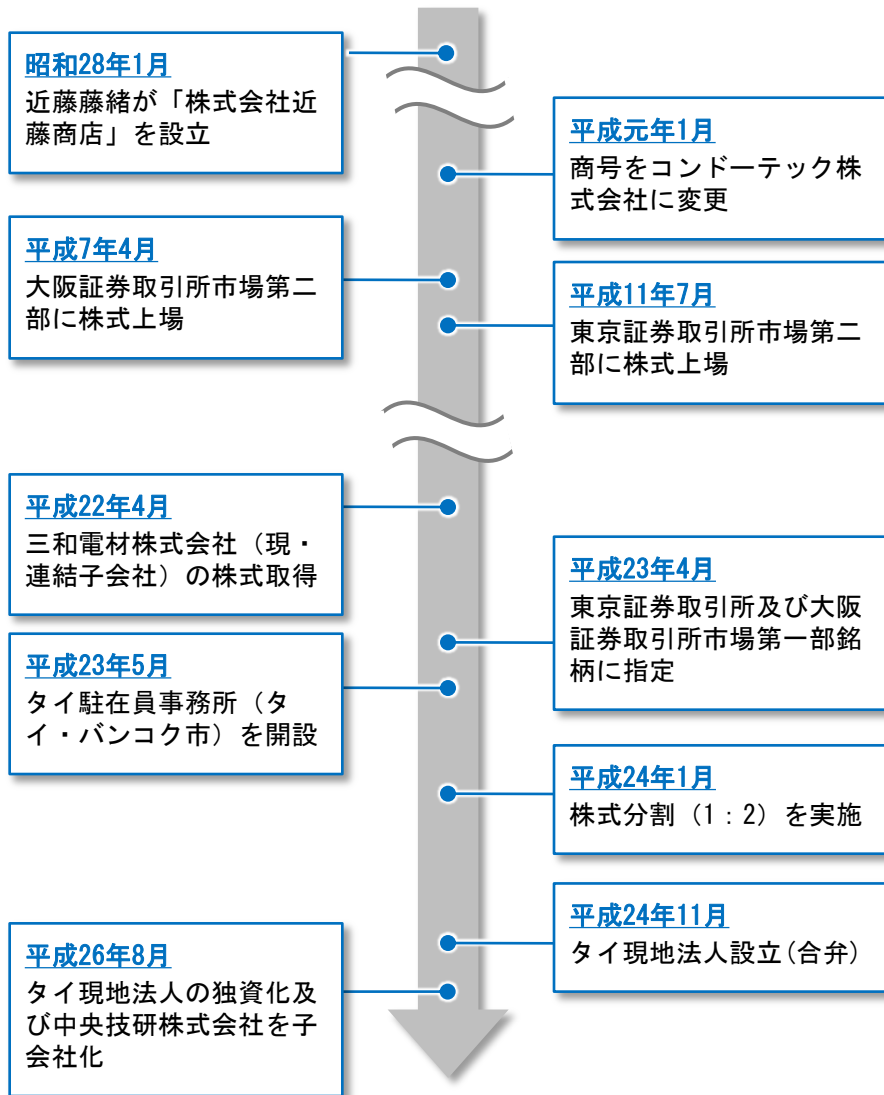 昭和28年1月
近藤藤緒が「株式会社近
藤商店」を設立
平成元年1月
商号をコンドーテック株
式会社に変更
平成7年4月
大阪証券取引所市場第二
部に株式上場
平成11年7月
東京証券取引所市場第二
部に株式上場
平成22年4月
三和電材株式会社（現・
連結子会社）の株式取得
平成23年4月
東京証券取引所及び大阪
証券取引所市場第一部銘
柄に指定
平成23年5月
タイ駐在員事務所（タ
イ・バンコク市）を開設
平成24年1月
株式分割（1：2）を実施
平成24年11月
タイ現地法人設立(合弁)
平成26年8月
タイ現地法人の独資化及
び中央技研株式会社を子
会社化